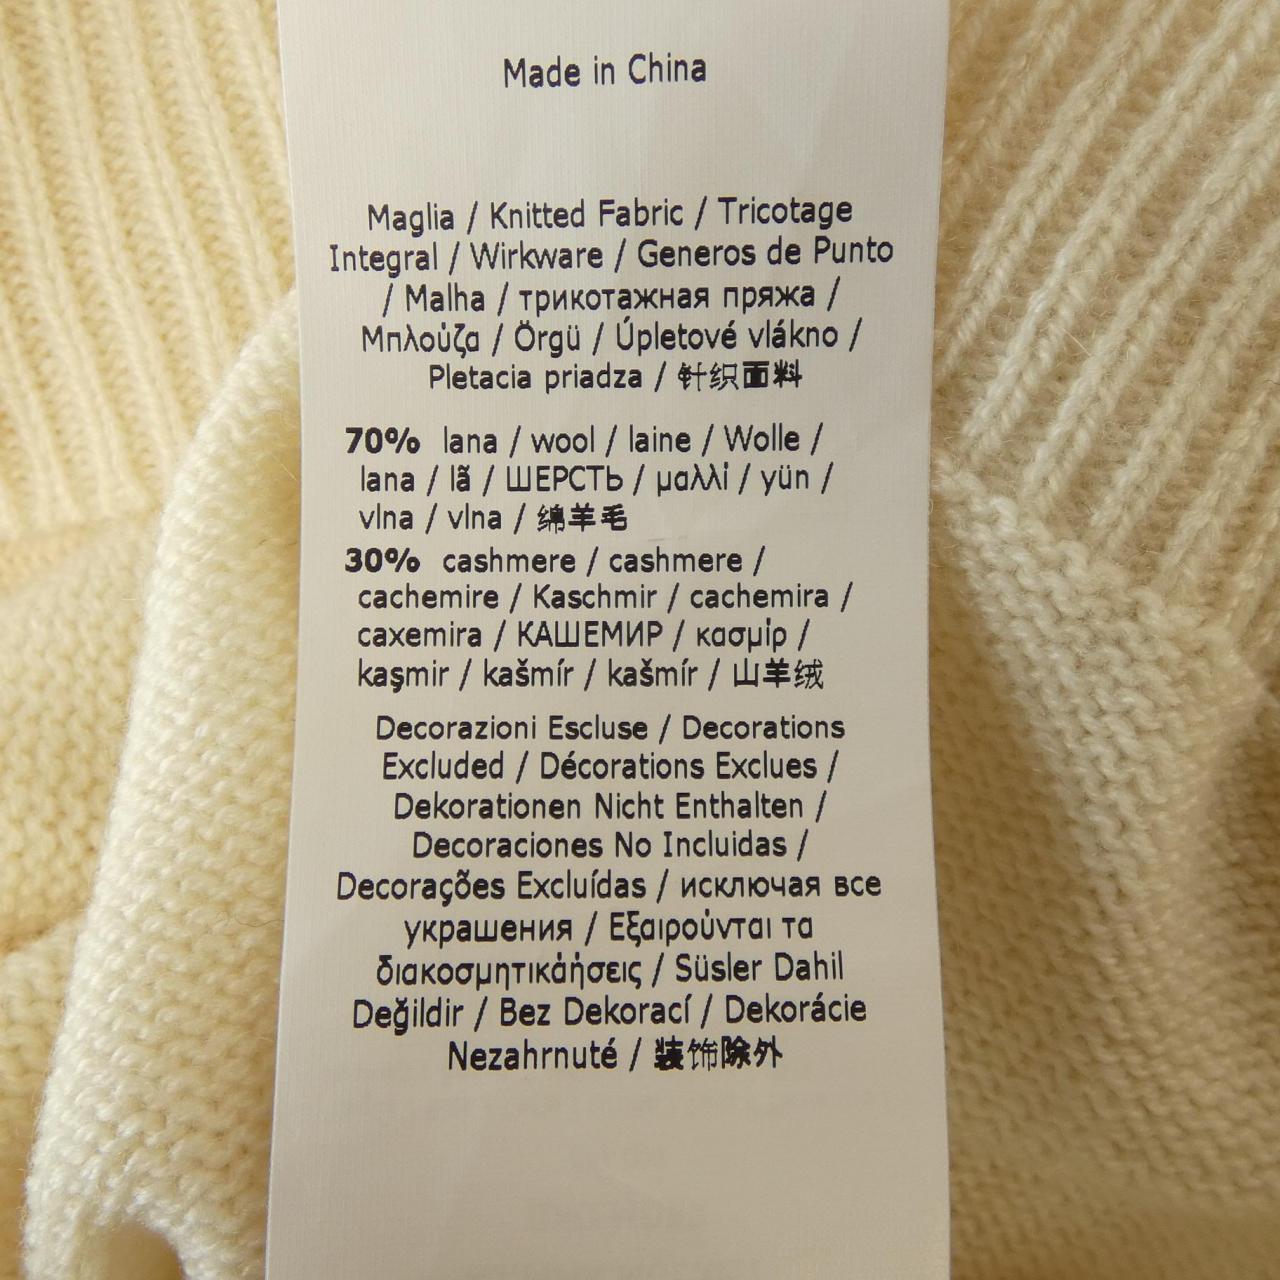 Made in China
Maglia / Knitted Fabric / Tricotage
Integral / Wirkware / Generos de Punto
/ Malha / трикотажная пряжа /
Μπλούζα / Örgü / Úpletové vlákno /
Pletacia priadza / 针织面料
70% lana / wool / laine / Wolle /
lana / lã / ШЕРСТЬ / μαλλί / yün /
vlna / vlna / 绵羊毛
30% cashmere / cashmere /
cachemire / Kaschmir / cachemira /
caxemira / КАШЕМИР / κασμίρ /
kaşmir / kašmír / kašmír / 山羊绒
Decorazioni Escluse / Decorations
Excluded / Décorations Exclues /
Dekorationen Nicht Enthalten /
Decoraciones No Incluidas /
Decorações Excluídas / исключая все
украшения / Εξαιρούνται τα
διακοσμητικάήσεις / Süsler Dahil
Değildir / Bez Dekorací / Dekorácie
Nezahrnuté / 装饰除外